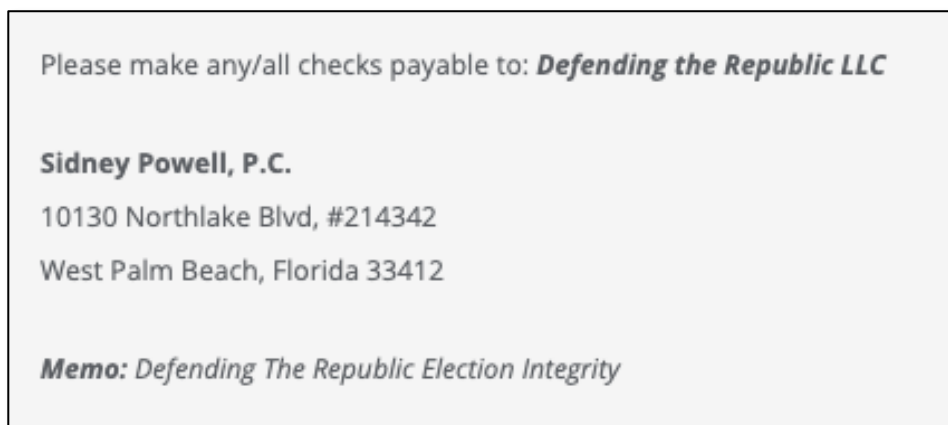 Please make any/all checks payable to: Defending the Republic LLC
Sidney Powell, P.C.
10130 Northlake Blvd, #214342
West Palm Beach, Florida 33412
Memo: Defending The Republic Election Integrity